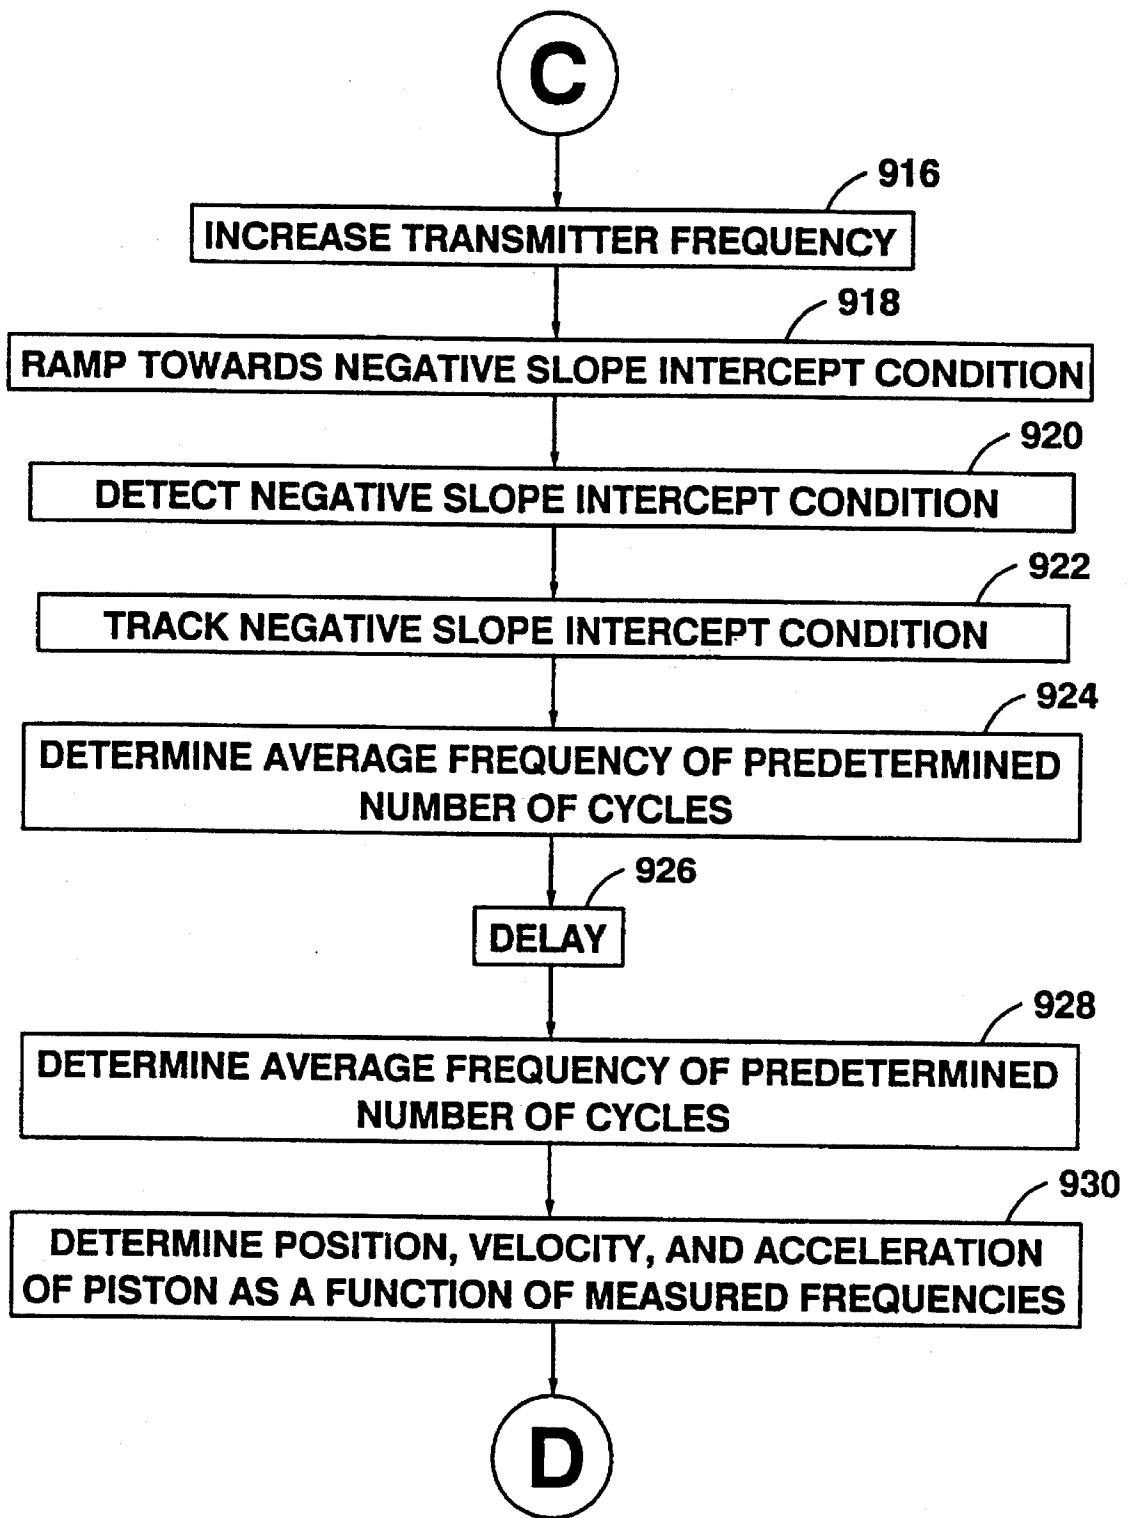 C
916
INCREASE TRANSMITTER FREQUENCY
918
RAMP TOWARDS NEGATIVE SLOPE INTERCEPT CONDITION
920
DETECT NEGATIVE SLOPE INTERCEPT CONDITION
922
TRACK NEGATIVE SLOPE INTERCEPT CONDITION
924
DETERMINE AVERAGE FREQUENCY OF PREDETERMINED
NUMBER OF CYCLES
926
DELAY
928
DETERMINE AVERAGE FREQUENCY OF PREDETERMINED
NUMBER OF CYCLES
930
DETERMINE POSITION, VELOCITY, AND ACCELERATION
OF PISTON AS A FUNCTION OF MEASURED FREQUENCIES
D